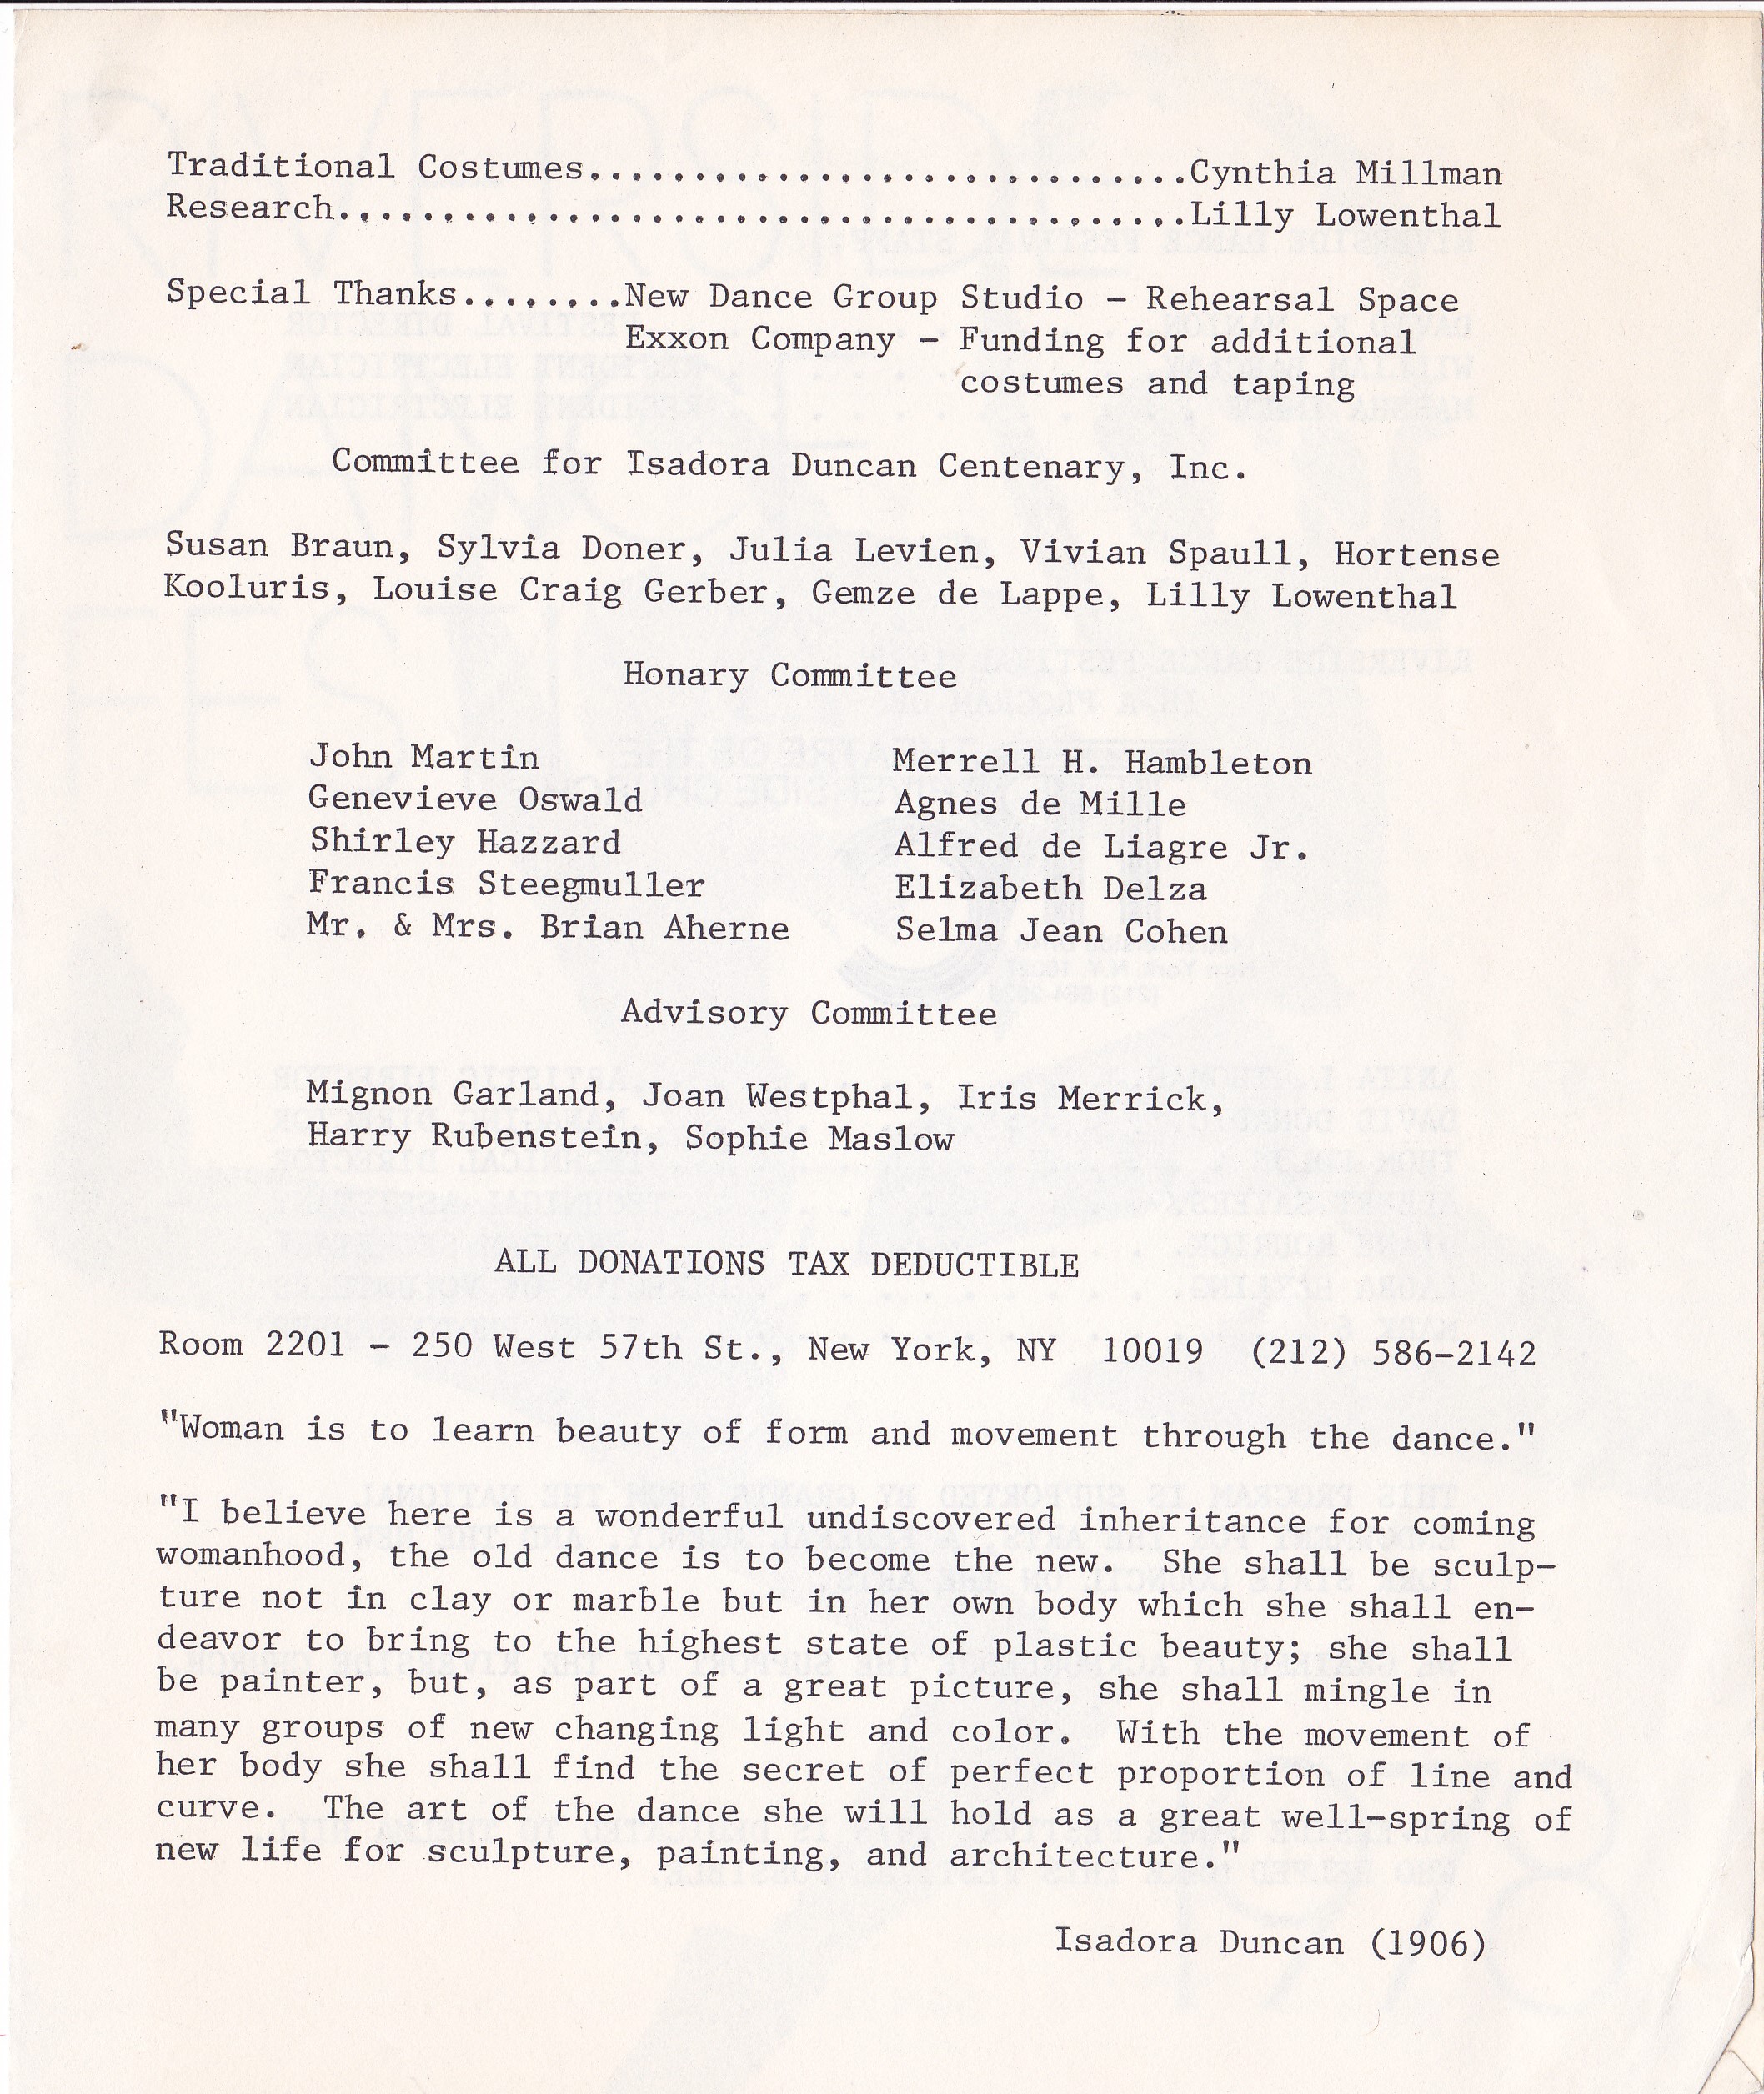 Traditional Costumes.............................Cynthia Millman
Research.........................................Lilly Lowenthal
Special Thanks........New Dance Group Studio - Rehearsal Space
Exxon Company - Funding for additional
costumes and taping
Committee for Isadora Duncan Centenary, Inc.
Susan Braun, Sylvia Doner, Julia Levien, Vivian Spaull, Hortense
Kooluris, Louise Craig Gerber, Gemze de Lappe, Lilly Lowenthal
Honary Committee
John Martin Merrell H. Hambleton
Genevieve Oswald Agnes de Mille
Shirley Hazzard Alfred de Liagre Jr.
Francis Steegmuller Elizabeth Delza
Mr. & Mrs. Brian Aherne Selma Jean Cohen
Advisory Committee
Mignon Garland, Joan Westphal, Iris Merrick,
Harry Rubenstein, Sophie Maslow
ALL DONATIONS TAX DEDUCTIBLE
Room 2201 - 250 West 57th St., New York, NY 10019 (212) 586-2142
"Woman is to learn beauty of form and movement through the dance."
"I believe here is a wonderful undiscovered inheritance for coming
womanhood, the old dance is to become the new. She shall be sculp-
ture not in clay or marble but in her own body which she shall en-
deavor to bring to the highest state of plastic beauty; she shall
be painter, but, as part of a great picture, she shall mingle in
many groups of new changing light and color. With the movement of
her body she shall find the secret of perfect proportion of line and
curve. The art of the dance she will hold as a great well-spring of
new life for sculpture, painting, and architecture."
Isadora Duncan (1906)